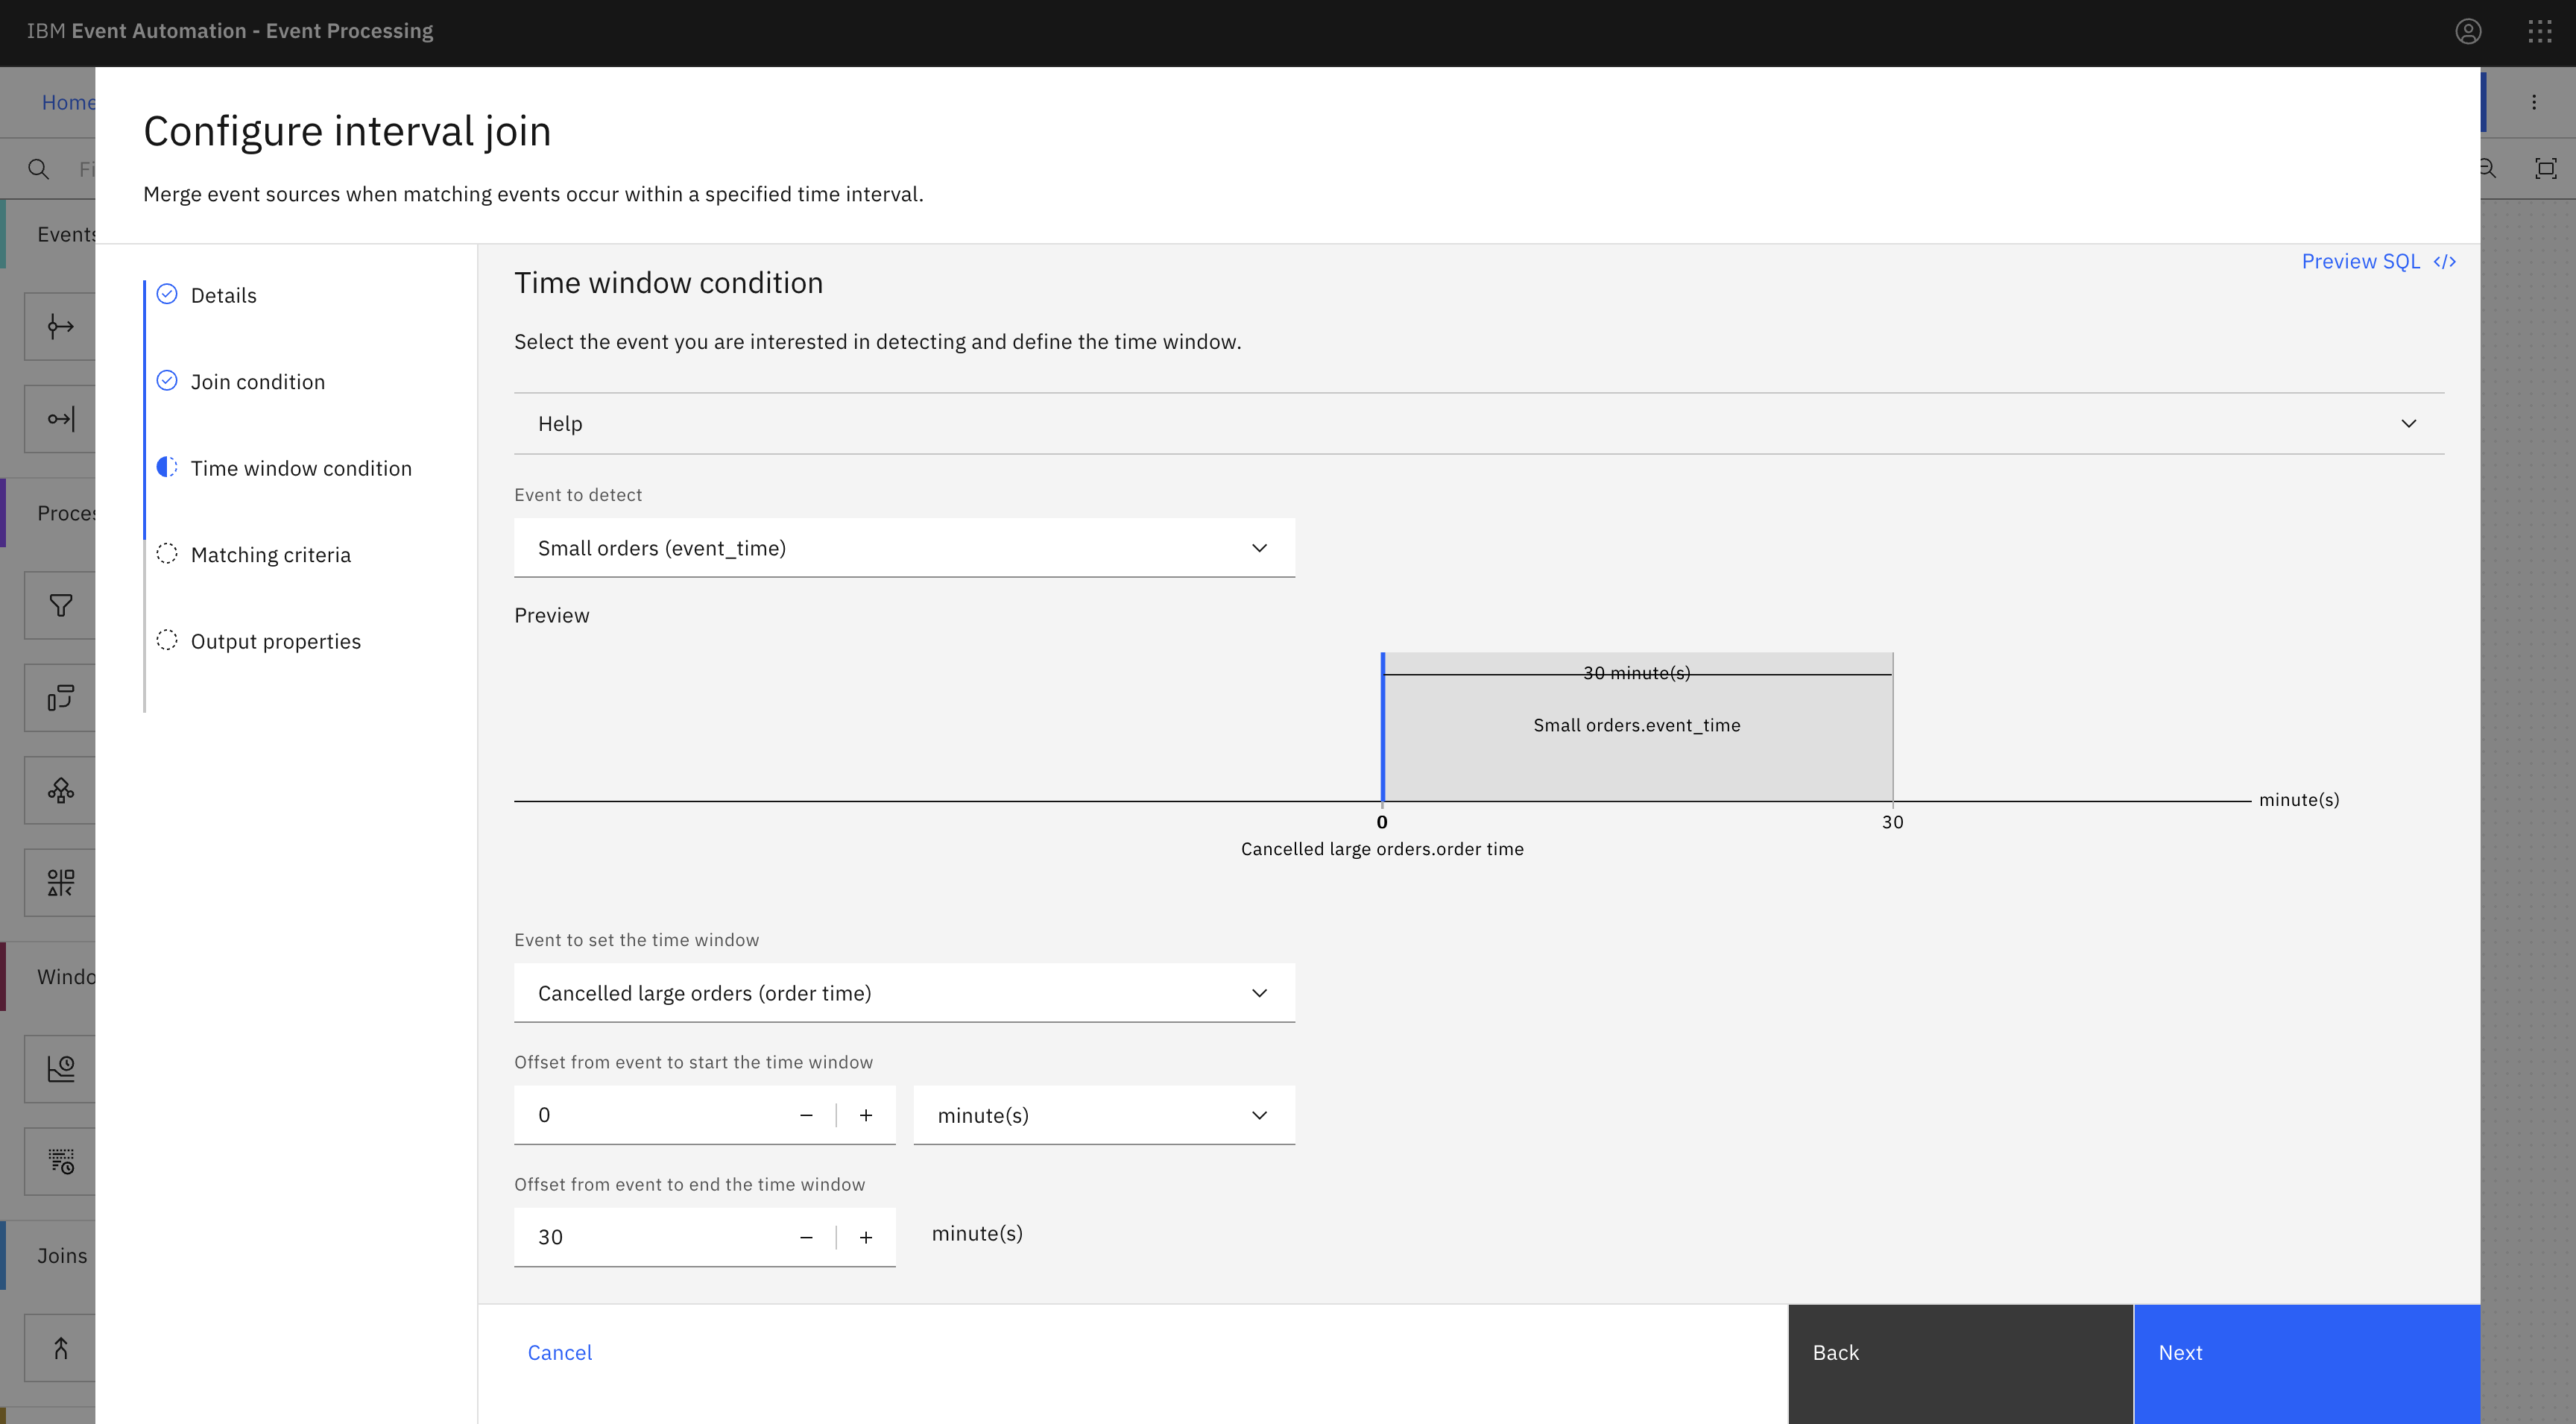 IBM Event Automation - Event Processing
Home
Configure interval join
Merge event sources when matching events occur within a specified time interval.
Events
Joins
Details
Join condition
Time window condition
Matching criteria
Output properties
Preview SQL </>
Time window condition
Select the event you are interested in detecting and define the time window.
Help
Event to detect
Small orders (event_time)
Preview
30 minute(s)
Small orders.event_time
minute(s)
0
30
Cancelled large orders.order time
Event to set the time window
Cancelled large orders (order time)
Offset from event to start the time window
0
minute(s)
Offset from event to end the time window
30
minute(s)
Cancel
Back
Next